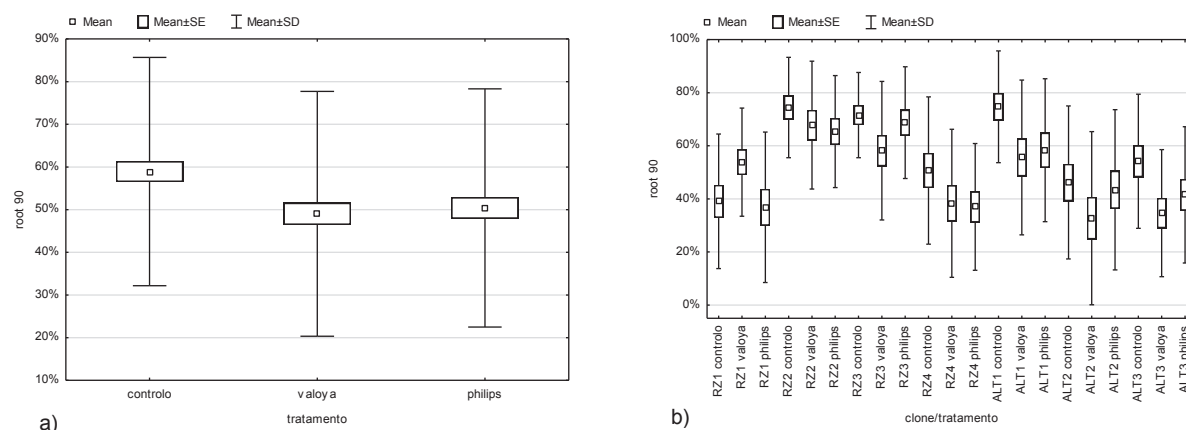 Mean Mean±SE Mean±SD
90%
80%
70%
60%
50%
40%
30%
20%
10%
root 90
controlo valoya philips
tratamento
a)
Mean Mean±SE Mean±SD
100%
80%
60%
40%
20%
0%
root 90
RZ1 controlo
RZ1 valoya
RZ1 philips
RZ2 controlo
RZ2 valoya
RZ2 philips
RZ3 controlo
RZ3 valoya
RZ3 philips
RZ4 controlo
RZ4 valoya
RZ4 philips
ALT1 controlo
ALT1 valoya
ALT1 philips
ALT2 controlo
ALT2 valoya
ALT2 philips
ALT3 controlo
ALT3 valoya
ALT3 philips
clone/tratamento
b)